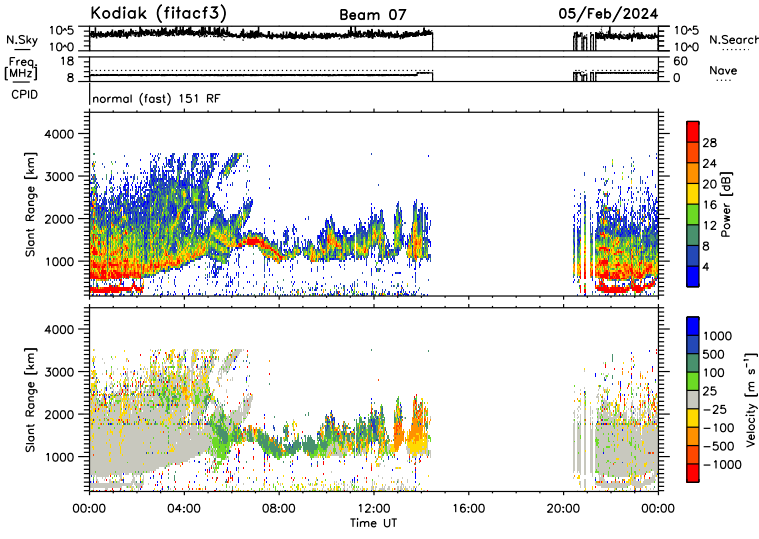 Kodiak (fitacf3) Beam 07 05/Feb/2024
N.Sky 10^5 10^0 10^5 10^0 N.Search
Freq. [MHz] 18 8 60 0 Nave
CPID normal (fast) 151 RF
Slant Range [km] 4000 3000 2000 1000
28 24 20 16 12 8 4 Power [dB]
Slant Range [km] 4000 3000 2000 1000
1000 500 100 25 -25 -100 -500 -1000 Velocity [m s⁻¹]
00:00 04:00 08:00 12:00 16:00 20:00 00:00
Time UT